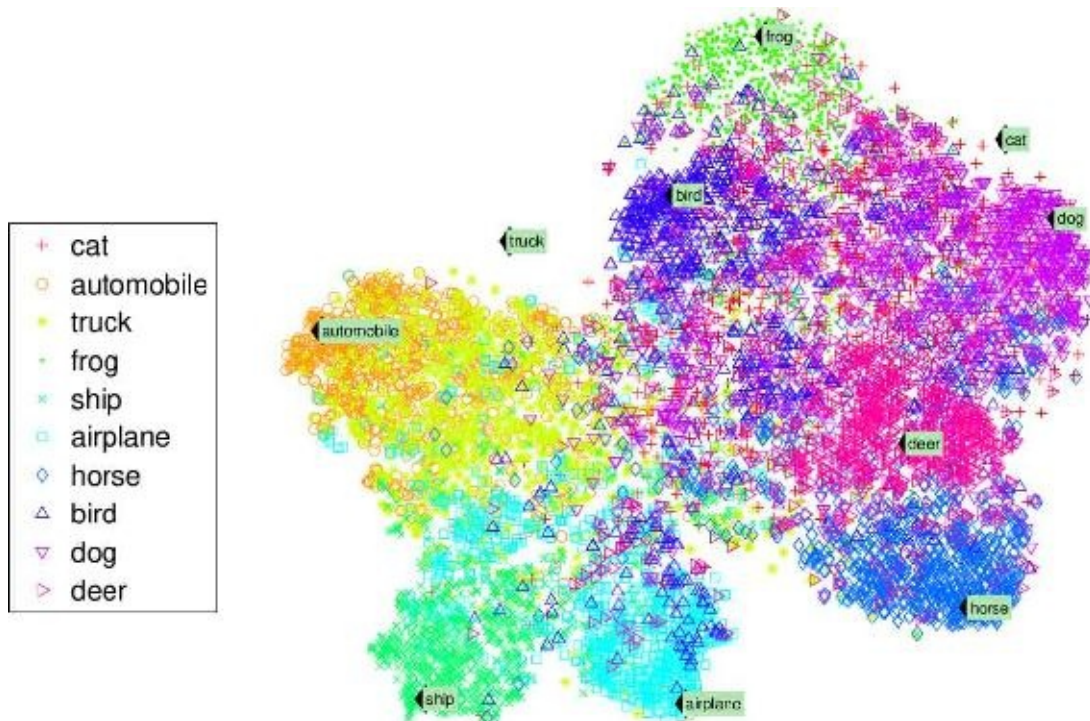 cat
automobile
truck
frog
ship
airplane
horse
bird
dog
deer
frog
cat
bird
dog
truck
automobile
deer
horse
ship
airplane